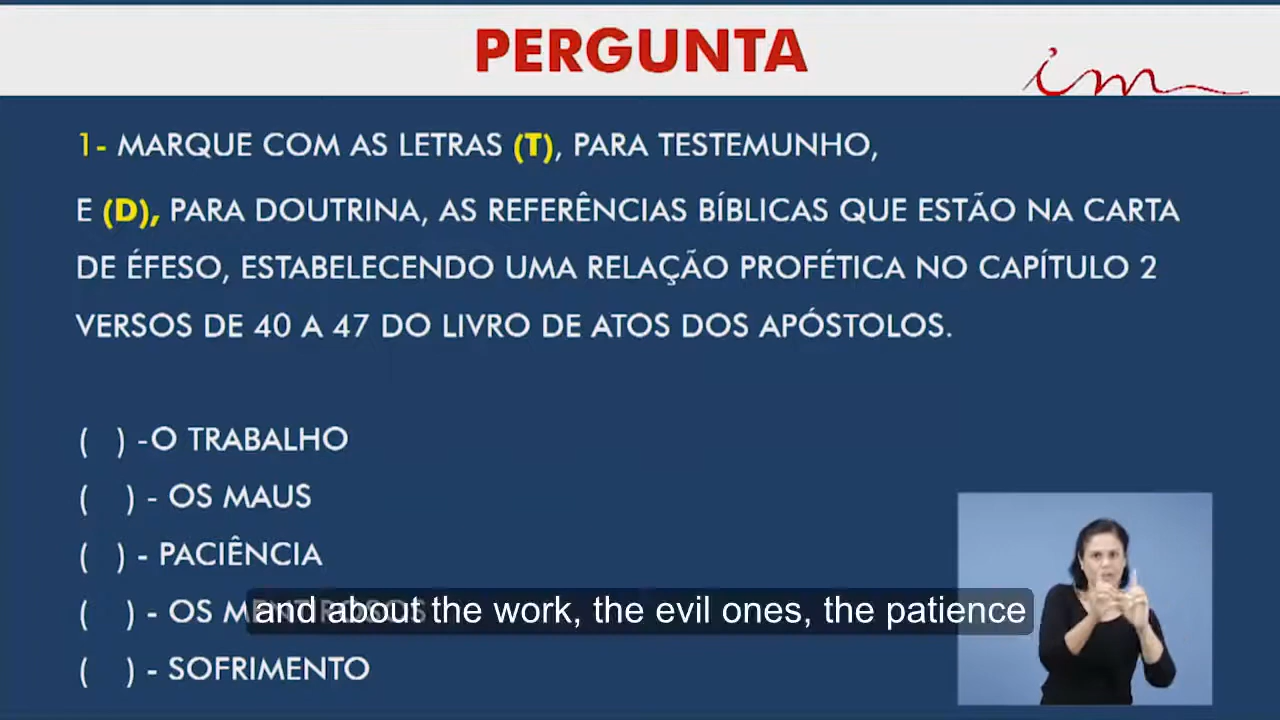 PERGUNTA
im
1- MARQUE COM AS LETRAS (T), PARA TESTEMUNHO,
E (D), PARA DOUTRINA, AS REFERÊNCIAS BÍBLICAS QUE ESTÃO NA CARTA
DE ÉFESO, ESTABELECENDO UMA RELAÇÃO PROFÉTICA NO CAPÍTULO 2
VERSOS DE 40 A 47 DO LIVRO DE ATOS DOS APÓSTOLOS.
( ) -O TRABALHO
( ) - OS MAUS
( ) - PACIÊNCIA
( ) - OS
and about the work, the evil ones, the patience
( ) - SOFRIMENTO